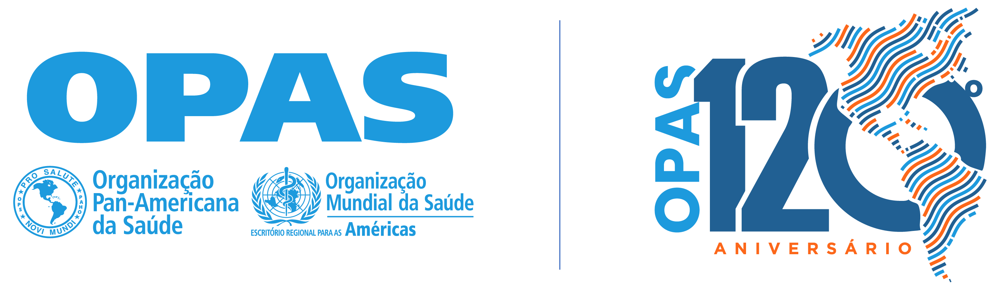 OPAS
PRO SALUTE
NOVI MUNDI
OPS
PAHO
Organização
Pan-Americana
da Saúde
Organização
Mundial da Saúde
ESCRITÓRIO REGIONAL PARA AS Américas
OPAS
120º
ANIVERSÁRIO